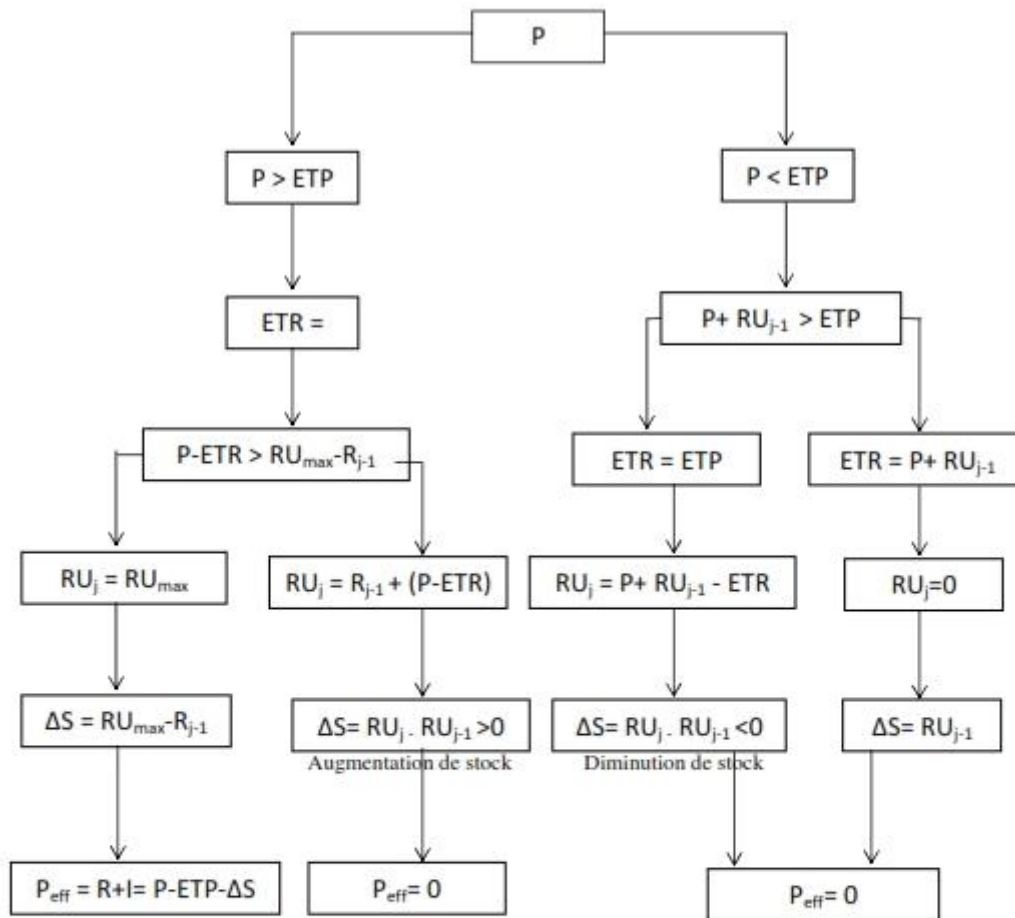 P
P > ETP
P < ETP
ETR =
P+ RUj-1 > ETP
P-ETR > RUmax-Rj-1
ETR = ETP
ETR = P+ RUj-1
RUj = RUmax
RUj = Rj-1 + (P-ETR)
RUj = P+ RUj-1 - ETR
RUj=0
ΔS = RUmax-Rj-1
ΔS= RUj - RUj-1 >0
ΔS= RUj - RUj-1 <0
ΔS= RUj-1
Augmentation de stock
Diminution de stock
Peff = R+I= P-ETP-ΔS
Peff= 0
Peff= 0